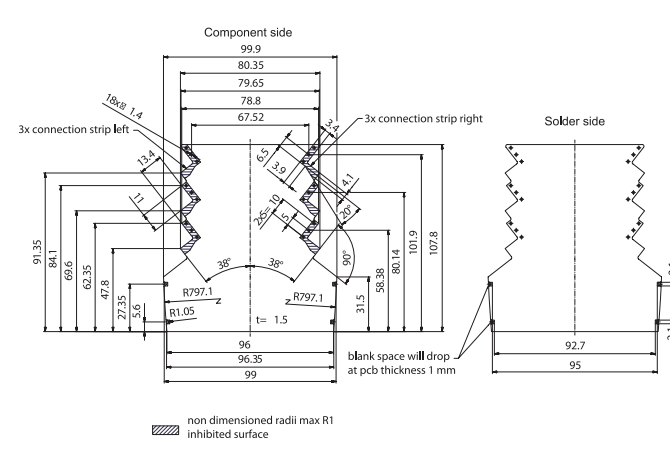 Component side
99.9
80.35
79.65
78.8
67.52
18x 1.4
3x connection strip left
3x connection strip right
Solder side
3.4
6.5
3.9
13.4
11
4.1
20°
2x5= 10
5
90°
38°
38°
91.35
84.1
69.6
62.35
47.8
27.35
5.6
R797.1
z
R797.1
z
R1.05
t= 1.5
31.5
58.38
80.14
101.9
107.8
96
96.35
99
blank space will drop
at pcb thickness 1 mm
92.7
95
non dimensioned radii max R1
inhibited surface